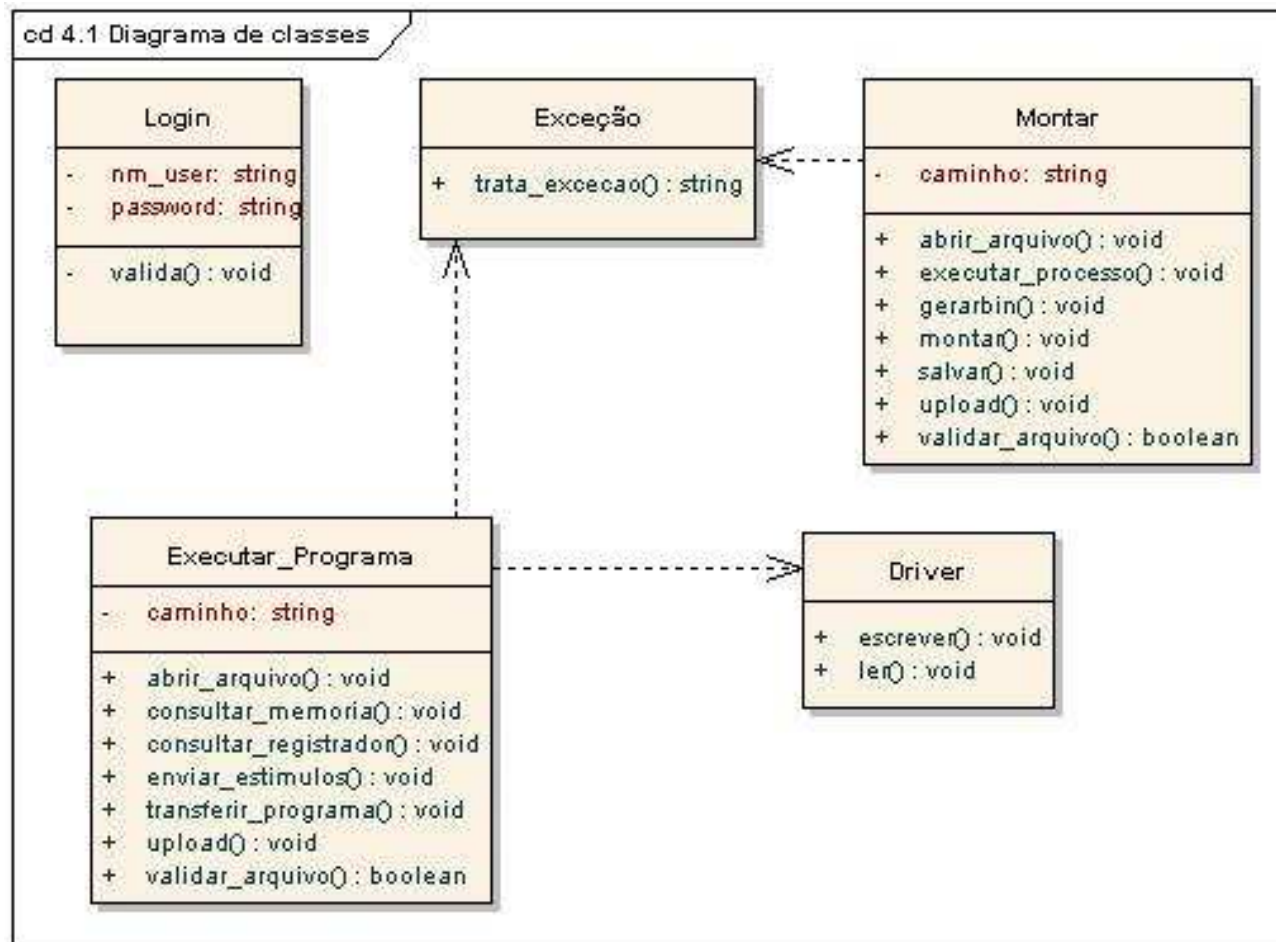 cd 4.1 Diagrama de classes
Login
- nm_user: string
- password: string
- valida() : void
Exceção
+ trata_excecao() : string
Montar
- caminho: string
+ abrir_arquivo() : void
+ executar_processo() : void
+ gerarbin() : void
+ montar() : void
+ salvar() : void
+ upload() : void
+ validar_arquivo() : boolean
Executar_Programa
- caminho: string
+ abrir_arquivo() : void
+ consultar_memoria() : void
+ consultar_registrador() : void
+ enviar_estimulos() : void
+ transferir_programa() : void
+ upload() : void
+ validar_arquivo() : boolean
Driver
+ escrever() : void
+ ler() : void